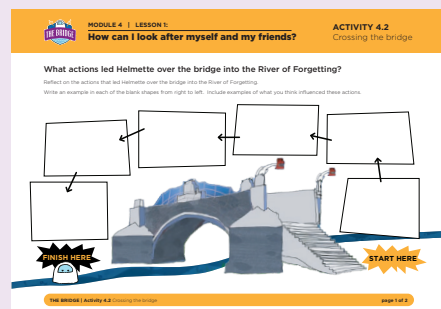 THE BRIDGE
MODULE 4 | LESSON 1:
How can I look after myself and my friends?
ACTIVITY 4.2
Crossing the bridge
What actions led Helmette over the bridge into the River of Forgetting?
Reflect on the actions that led Helmette over the bridge into the River of Forgetting.
Write an example in each of the blank shapes from right to left. Include examples of what you think influenced these actions.
FINISH HERE
START HERE
THE BRIDGE | Activity 4.2 Crossing the bridge
page 1 of 2